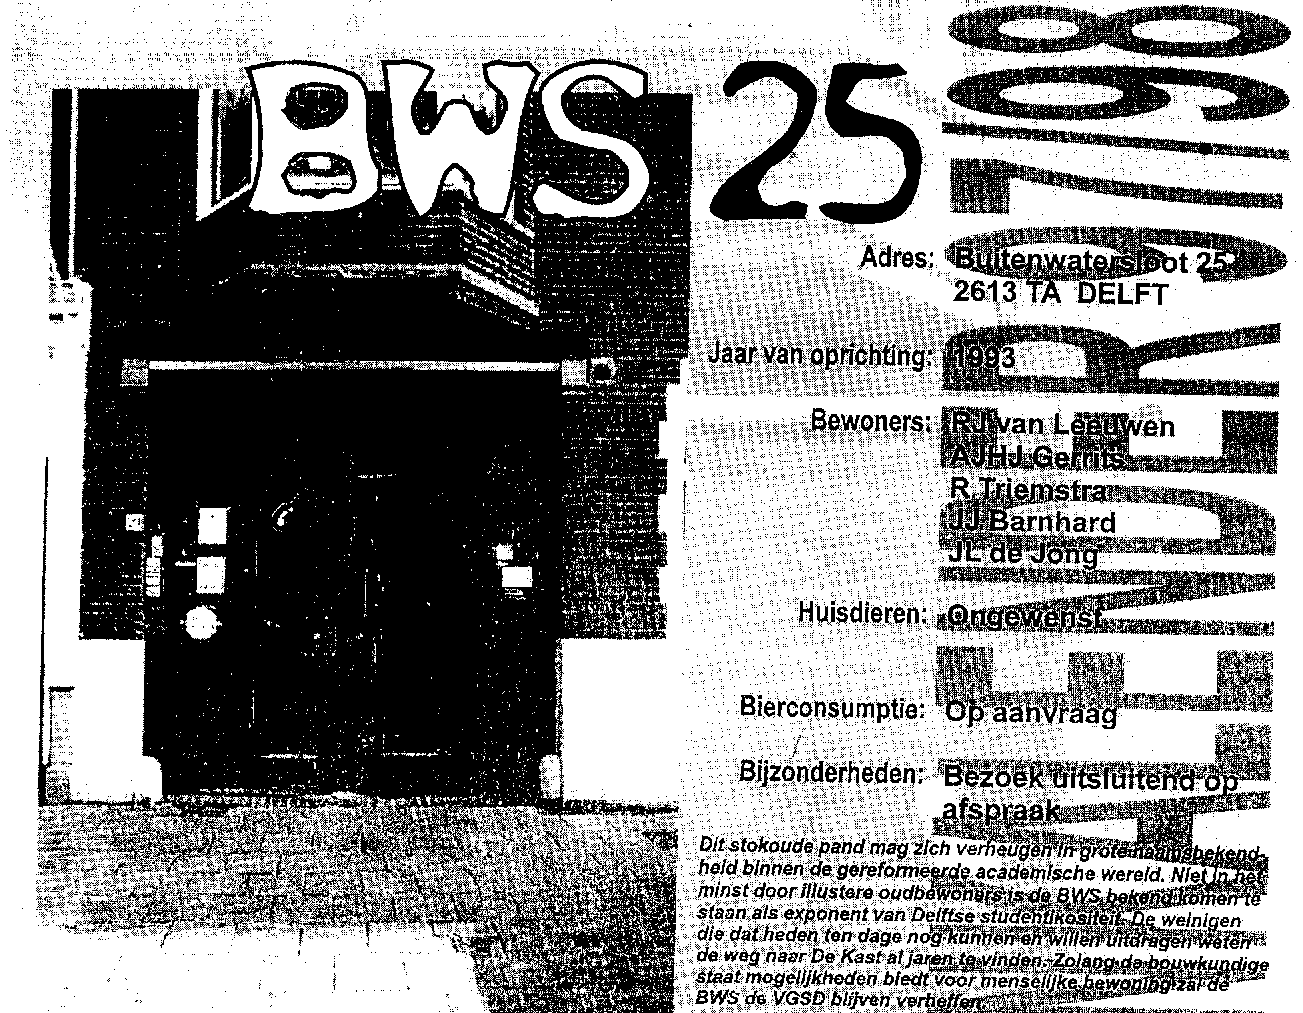 BWS 25
Adres: Buitenwatersloot 25
2613 TA DELFT
Jaar van oprichting: 1993
Bewoners: RJ van Leeuwen
AJHJ Gerrits
R Triemstra
JJ Barnhard
JL de Jong
Huisdieren: Ongewenst
Bierconsumptie: Op aanvraag
Bijzonderheden: Bezoek uitsluitend op
afspraak
Dit stokoude pand mag zich verheugen in grote naamsbekend-
heid binnen de gereformeerde academische wereld. Niet in het
minst door illustere oudbewoners is de BWS bekend komen te
staan als exponent van Delftse studentikositeit. De weinigen
die dat heden ten dage nog kunnen en willen uitdragen weten
de weg naar De Kast al jaren te vinden. Zolang de bouwkundige
staat mogelijkheden biedt voor menselijke bewoning zal de
BWS de VGSD blijven verheffen.
97/98